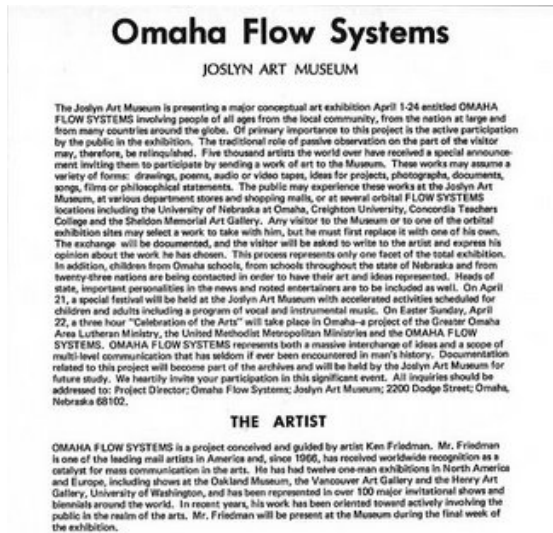 Omaha Flow Systems
JOSLYN ART MUSEUM
The Joslyn Art Museum is presenting a major conceptual art exhibition April 1-24 entitled OMAHA
FLOW SYSTEMS involving people of all ages from the local community, from the nation at large and
from many countries around the globe. Of primary importance to this project is the active participation
by the public in the exhibition. The traditional role of passive observation on the part of the visitor
may, therefore, be relinquished. Five thousand artists the world over have received a special announce-
ment inviting them to participate by sending a work of art to the Museum. These works may assume a
variety of forms: drawings, poems, audio or video tapes, ideas for projects, photographs, documents,
songs, films or philosophical statements. The public may experience these works at the Joslyn Art
Museum, at various department stores and shopping malls, or at several orbital FLOW SYSTEMS
locations including the University of Nebraska at Omaha, Creighton University, Concordia Teachers
College and the Sheldon Memorial Art Gallery. Any visitor to the Museum or to one of the orbital
exhibition sites may select a work to take with him, but he must first replace it with one of his own.
The exchange will be documented, and the visitor will be asked to write to the artist and express his
opinion about the work he has chosen. This process represents only one facet of the total exhibition.
In addition, children from Omaha schools, from schools throughout the state of Nebraska and from
twenty-three nations are being contacted in order to have their art and ideas represented. Heads of
state, important personalities in the news and noted entertainers are to be included as well. On April
21, a special festival will be held at the Joslyn Art Museum with accelerated activities scheduled for
children and adults including a program of vocal and instrumental music. On Easter Sunday, April
22, a three hour "Celebration of the Arts" will take place in Omaha—a project of the Greater Omaha
Area Lutheran Ministry, the United Methodist Metropolitan Ministries and the OMAHA FLOW
SYSTEMS. OMAHA FLOW SYSTEMS represents both a massive interchange of ideas and a scope of
multi-level communication that has seldom if ever been encountered in man's history. Documentation
related to this project will become part of the archives and will be held by the Joslyn Art Museum for
future study. We heartily invite your participation in this significant event. All inquiries should be
addressed to: Project Director; Omaha Flow Systems; Joslyn Art Museum; 2200 Dodge Street; Omaha,
Nebraska 68102.
THE ARTIST
OMAHA FLOW SYSTEMS is a project conceived and guided by artist Ken Friedman. Mr. Friedman
is one of the leading mail artists in America and, since 1966, has received worldwide recognition as a
catalyst for mass communication in the arts. He has had twelve one-man exhibitions in North America
and Europe, including shows at the Oakland Museum, the Vancouver Art Gallery and the Henry Art
Gallery, University of Washington, and has been represented in over 100 major invitational shows and
biennials around the world. In recent years, his work has been oriented toward actively involving the
public in the realm of the arts. Mr. Friedman will be present at the Museum during the final week of
the exhibition.